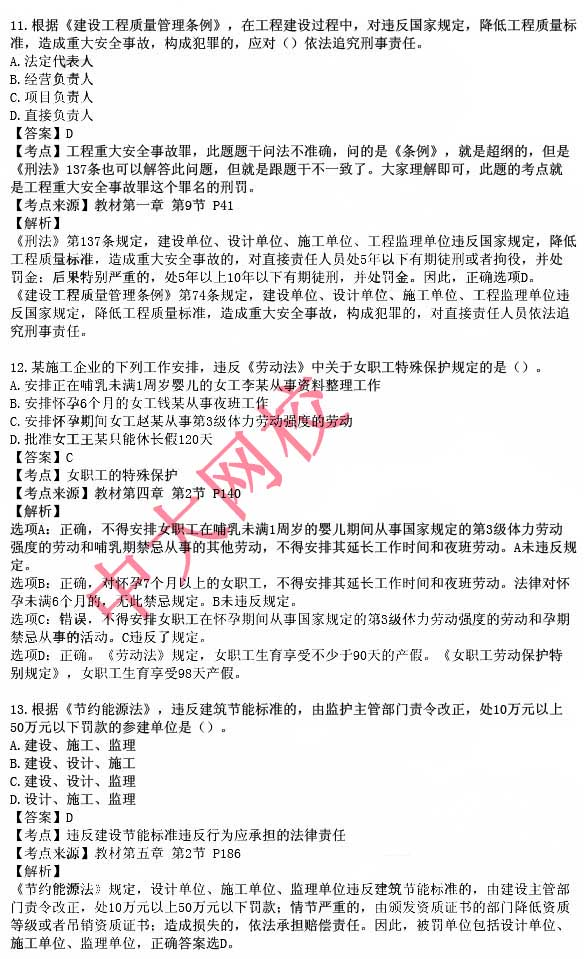 11.根据《建设工程质量管理条例》，在工程建设过程中，对违反国家规定，降低工程质量标
准，造成重大安全事故，构成犯罪的，应对（）依法追究刑事责任。
A.法定代表人
B.经营负责人
C.项目负责人
D.直接负责人
【答案】D
【考点】工程重大安全事故罪，此题题干问法不准确，问的是《条例》，就是超纲的，但是
《刑法》137条也可以解答此问题，但就是跟题干不一致了。大家理解即可，此题的考点就
是工程重大安全事故罪这个罪名的刑罚。
【考点来源】教材第一章 第9节 P41
【解析】
《刑法》第137条规定，建设单位、设计单位、施工单位、工程监理单位违反国家规定，降低
工程质量标准，造成重大安全事故的，对直接责任人员处5年以下有期徒刑或者拘役，并处
罚金；后果特别严重的，处5年以上10年以下有期徒刑，并处罚金。因此，正确选项D。
《建设工程质量管理条例》第74条规定，建设单位、设计单位、施工单位、工程监理单位违
反国家规定，降低工程质量标准，造成重大安全事故，构成犯罪的，对直接责任人员依法追
究刑事责任。
12.某施工企业的下列工作安排，违反《劳动法》中关于女职工特殊保护规定的是（）。
A.安排正在哺乳未满1周岁婴儿的女工李某从事资料整理工作
B.安排怀孕6个月的女工钱某从事夜班工作
C.安排怀孕期间女工赵某从事第3级体力劳动强度的劳动
D.批准女工王某只能休长假120天
【答案】C
【考点】女职工的特殊保护
【考点来源】教材第四章 第2节 P140
【解析】
选项A：正确，不得安排女职工在哺乳未满1周岁的婴儿期间从事国家规定的第3级体力劳动
强度的劳动和哺乳期禁忌从事的其他劳动，不得安排其延长工作时间和夜班劳动。A未违反规
定。
选项B：正确，对怀孕7个月以上的女职工，不得安排其延长工作时间和夜班劳动。法律对怀
孕未满6个月的，无此禁忌规定。B未违反规定。
选项C：错误，不得安排女职工在怀孕期间从事国家规定的第3级体力劳动强度的劳动和孕期
禁忌从事的活动。C违反了规定。
选项D：正确。《劳动法》规定，女职工生育享受不少于90天的产假。《女职工劳动保护特
别规定》，女职工生育享受98天产假。
13.根据《节约能源法》，违反建筑节能标准的，由监护主管部门责令改正，处10万元以上
50万元以下罚款的参建单位是（）。
A.建设、施工、监理
B.建设、设计、施工
C.建设、设计、监理
D.设计、施工、监理
【答案】D
【考点】违反建设节能标准违反行为应承担的法律责任
【考点来源】教材第五章 第2节 P186
【解析】
《节约能源法》规定，设计单位、施工单位、监理单位违反建筑节能标准的，由建设主管部
门责令改正，处10万元以上50万元以下罚款；情节严重的，由颁发资质证书的部门降低资质
等级或者吊销资质证书；造成损失的，依法承担赔偿责任。因此，被罚单位包括设计单位、
施工单位、监理单位，正确答案选D。
中大网校